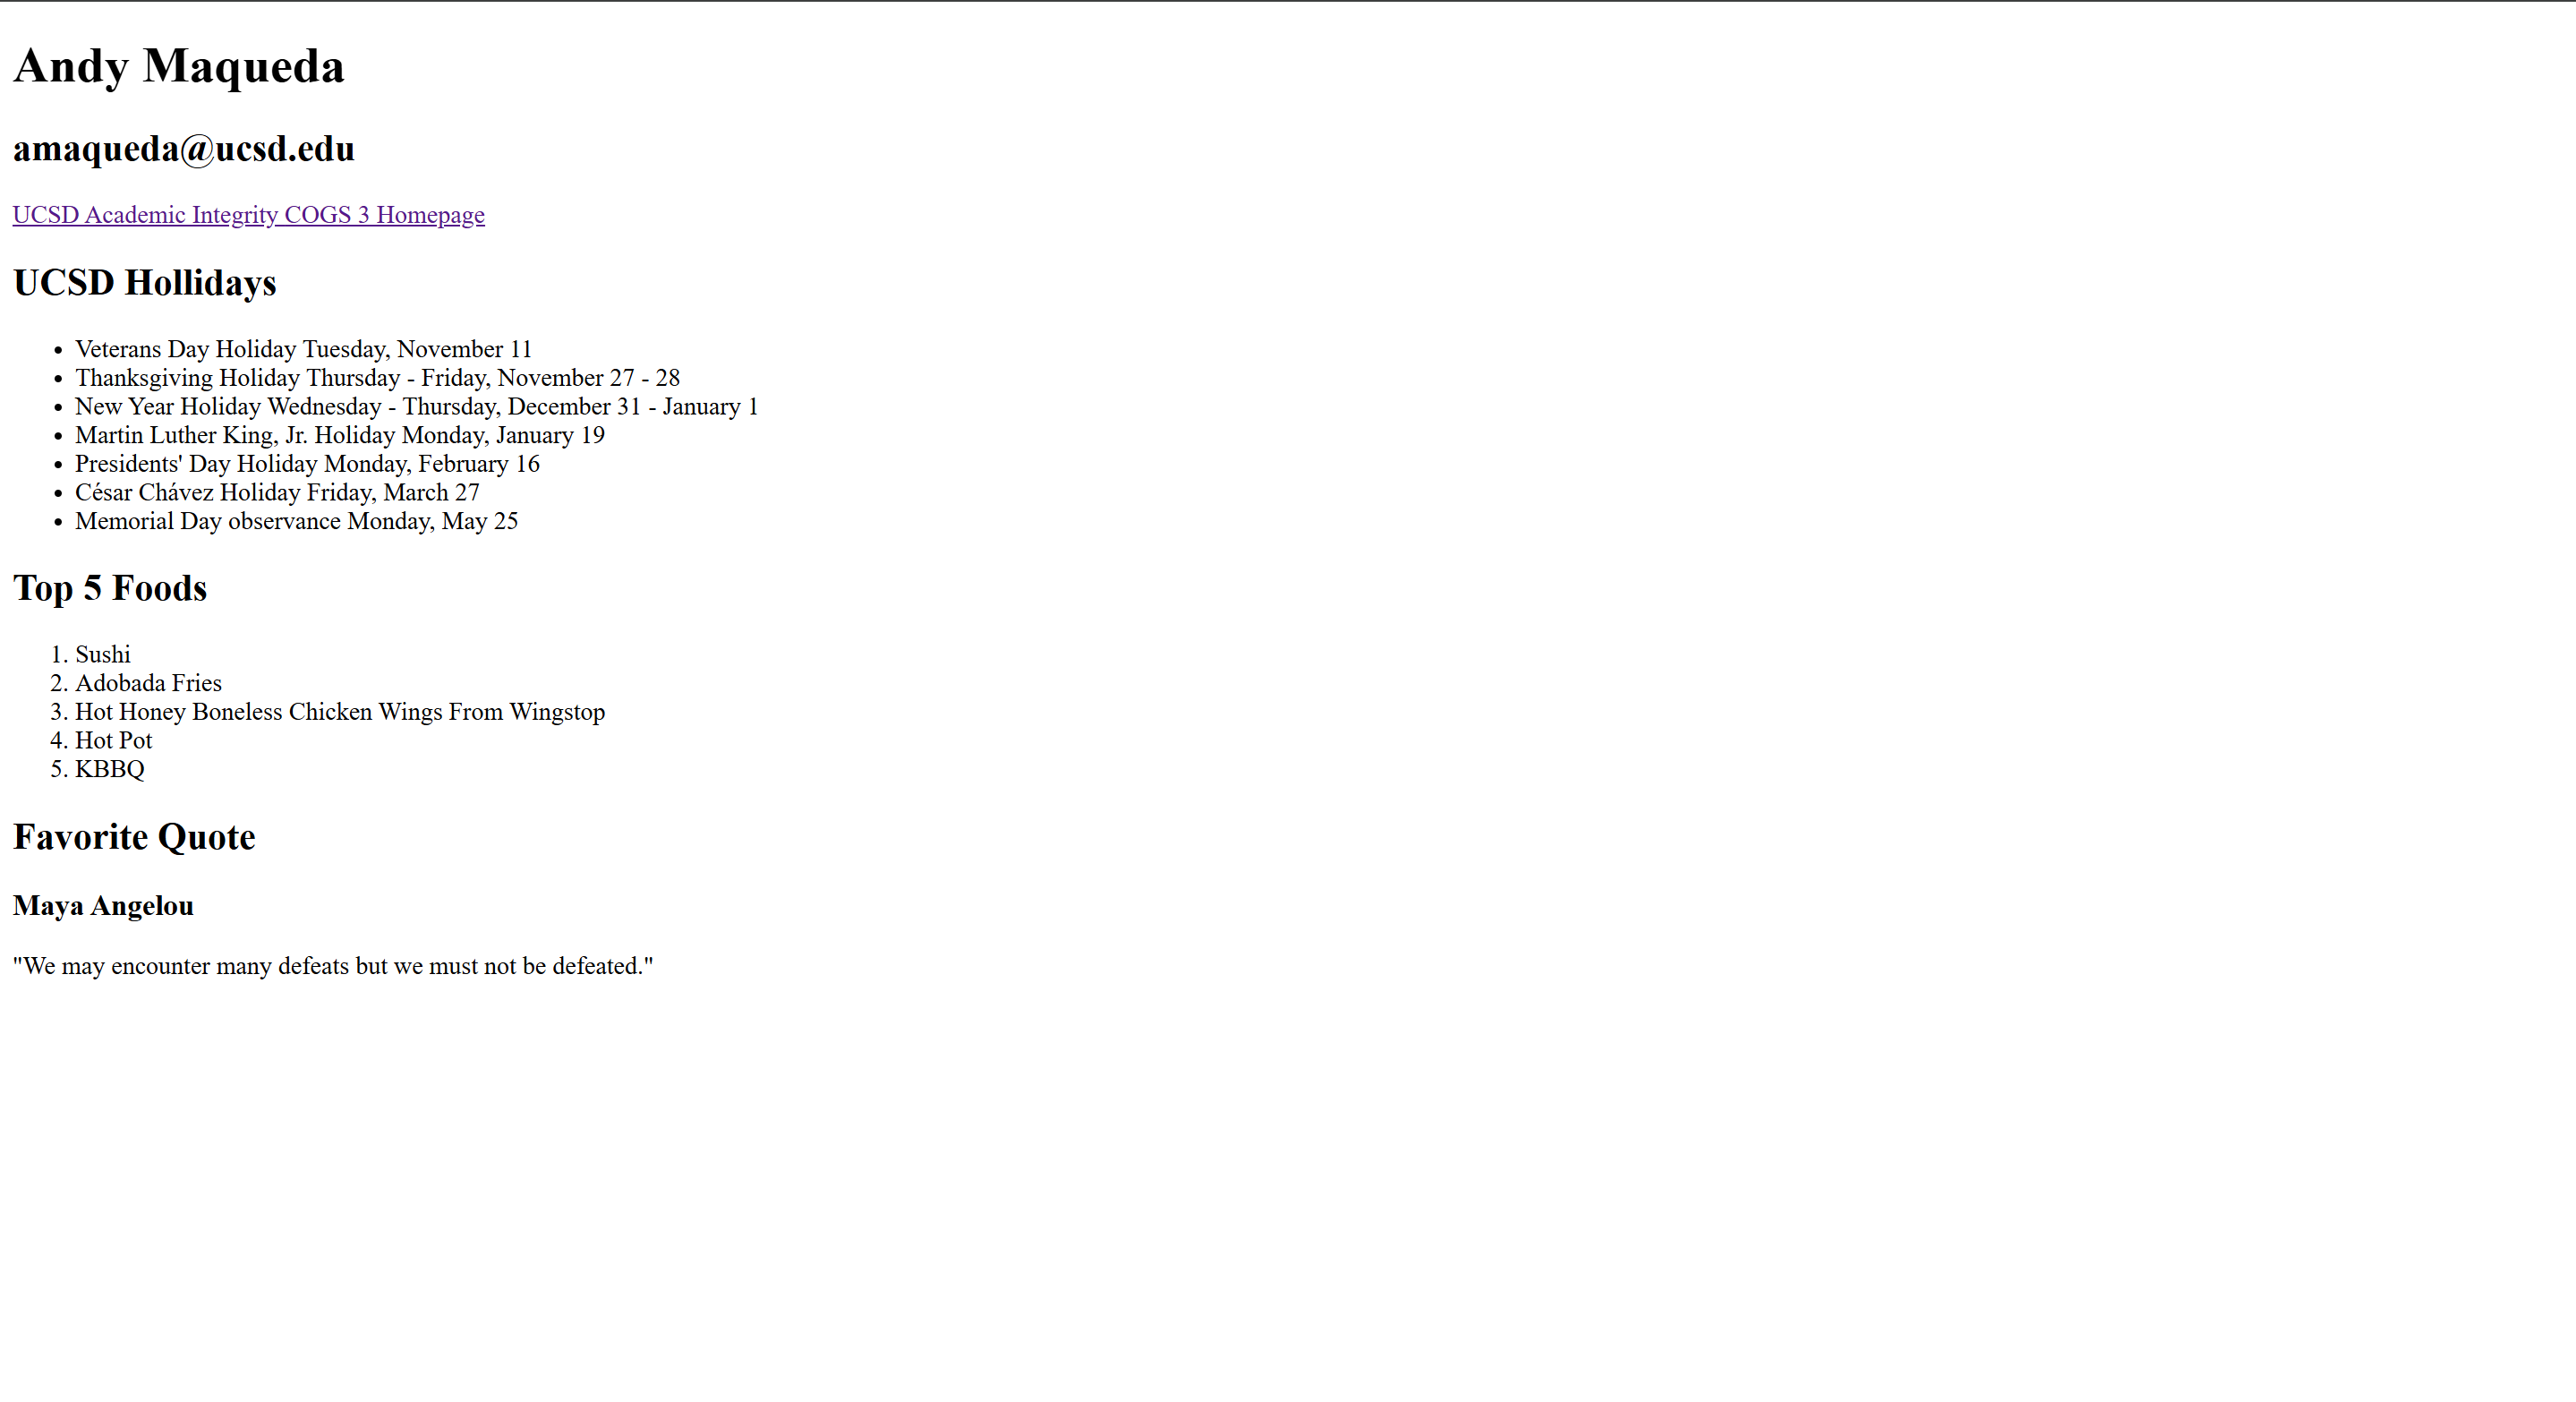 Andy Maqueda
amaqueda@ucsd.edu
UCSD Academic Integrity COGS 3 Homepage
UCSD Hollidays
• Veterans Day Holiday Tuesday, November 11
• Thanksgiving Holiday Thursday - Friday, November 27 - 28
• New Year Holiday Wednesday - Thursday, December 31 - January 1
• Martin Luther King, Jr. Holiday Monday, January 19
• Presidents' Day Holiday Monday, February 16
• César Chávez Holiday Friday, March 27
• Memorial Day observance Monday, May 25
Top 5 Foods
1. Sushi
2. Adobada Fries
3. Hot Honey Boneless Chicken Wings From Wingstop
4. Hot Pot
5. KBBQ
Favorite Quote
Maya Angelou
"We may encounter many defeats but we must not be defeated."